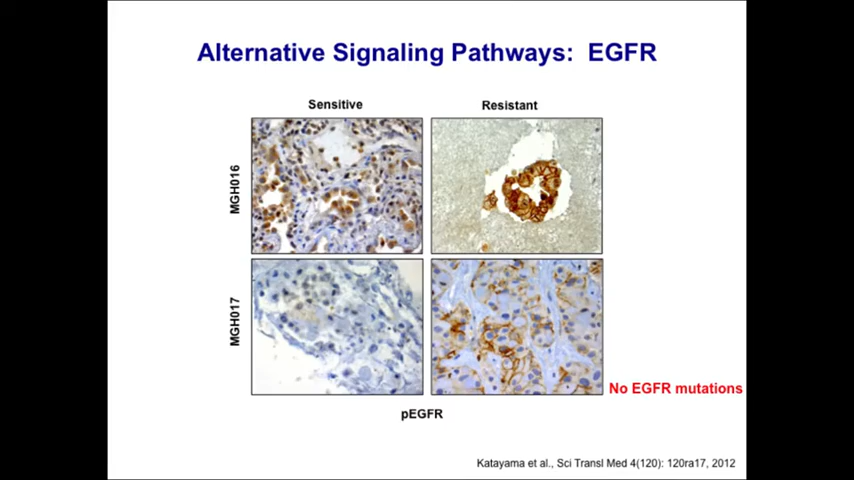 Alternative Signaling Pathways: EGFR
Sensitive
Resistant
MGH016
MGH017
No EGFR mutations
pEGFR
Katayama et al., Sci Transl Med 4(120): 120ra17, 2012